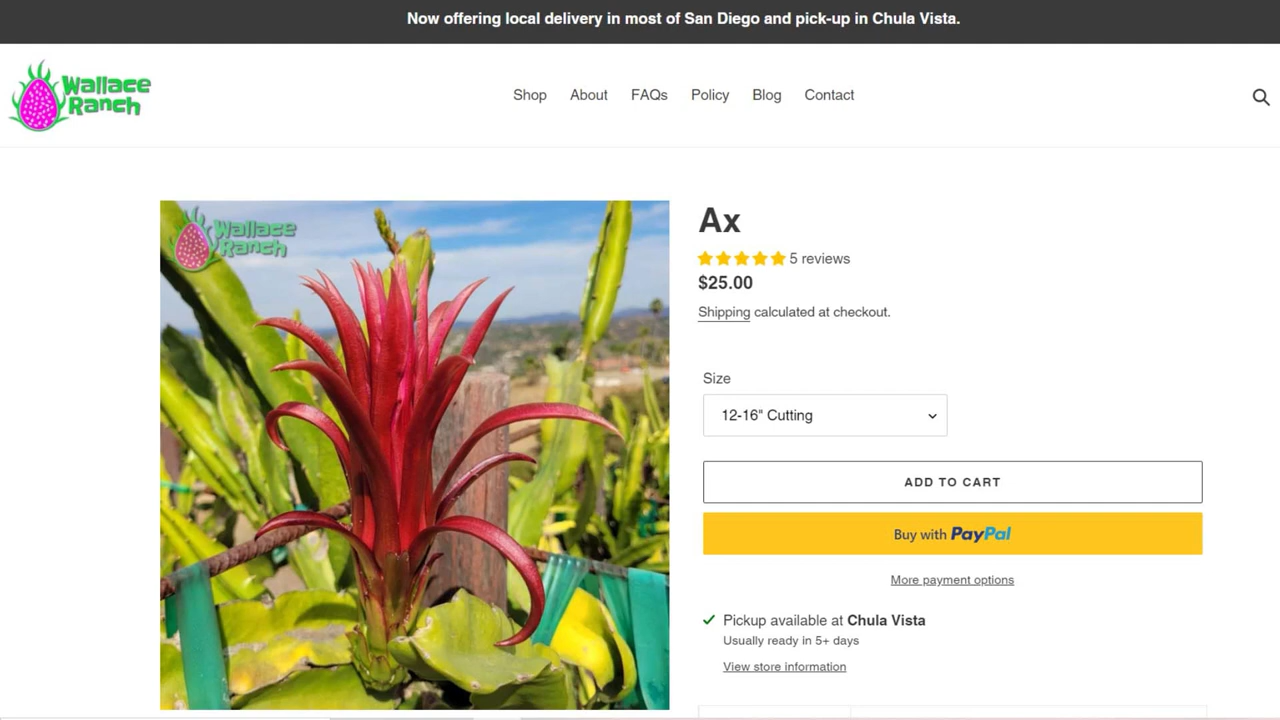 Now offering local delivery in most of San Diego and pick-up in Chula Vista.
Wallace
Ranch
Shop About FAQs Policy Blog Contact
Wallace
Ranch
Ax
5 reviews
$25.00
Shipping calculated at checkout.
Size
12-16" Cutting
ADD TO CART
Buy with PayPal
More payment options
Pickup available at Chula Vista
Usually ready in 5+ days
View store information